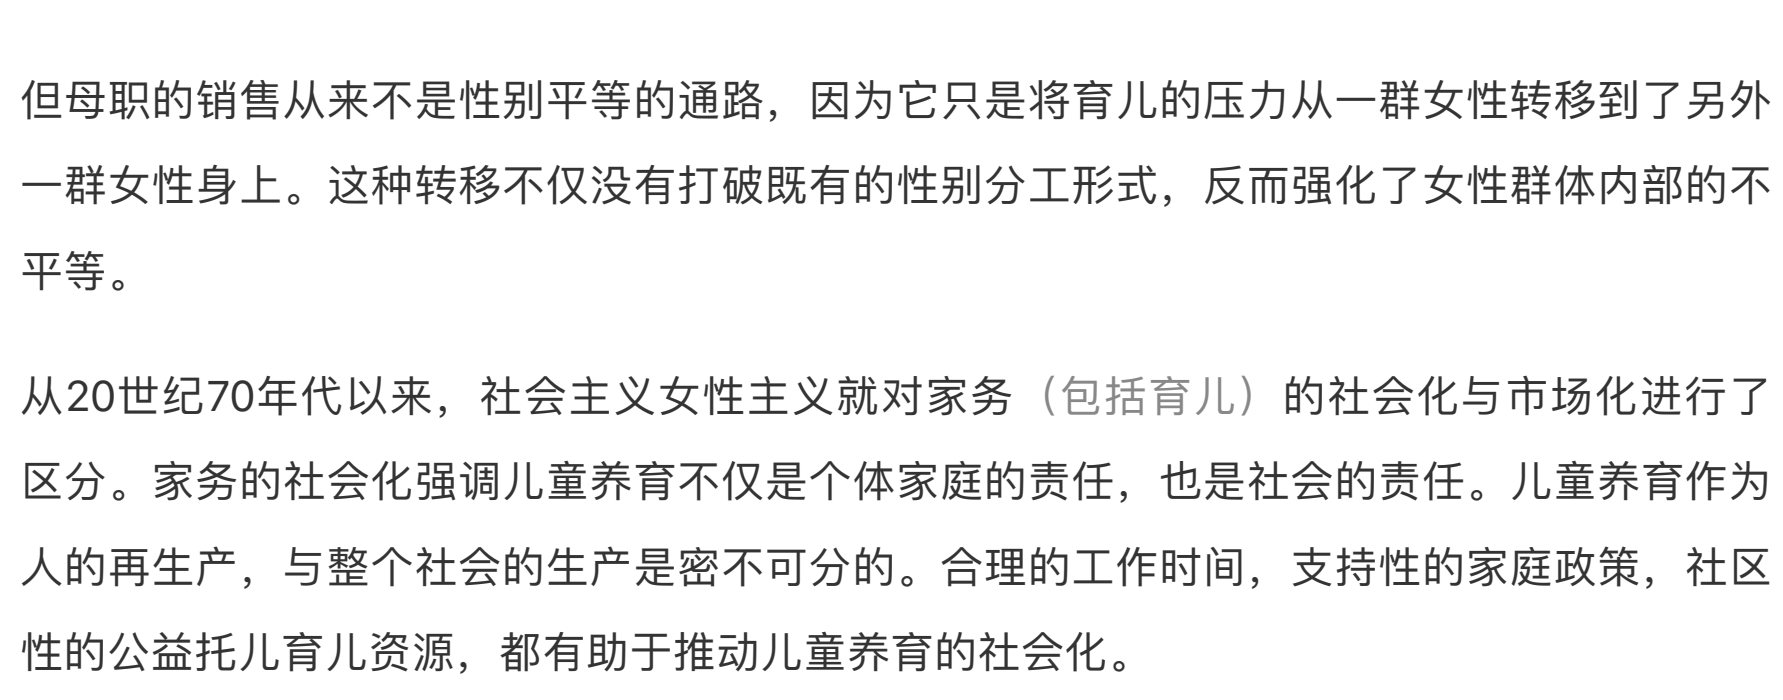 但母职的销售从来不是性别平等的通路，因为它只是将育儿的压力从一群女性转移到了另外
一群女性身上。这种转移不仅没有打破既有的性别分工形式，反而强化了女性群体内部的不
平等。
从20世纪70年代以来，社会主义女性主义就对家务（包括育儿）的社会化与市场化进行了
区分。家务的社会化强调儿童养育不仅是个体家庭的责任，也是社会的责任。儿童养育作为
人的再生产，与整个社会的生产是密不可分的。合理的工作时间，支持性的家庭政策，社区
性的公益托儿育儿资源，都有助于推动儿童养育的社会化。